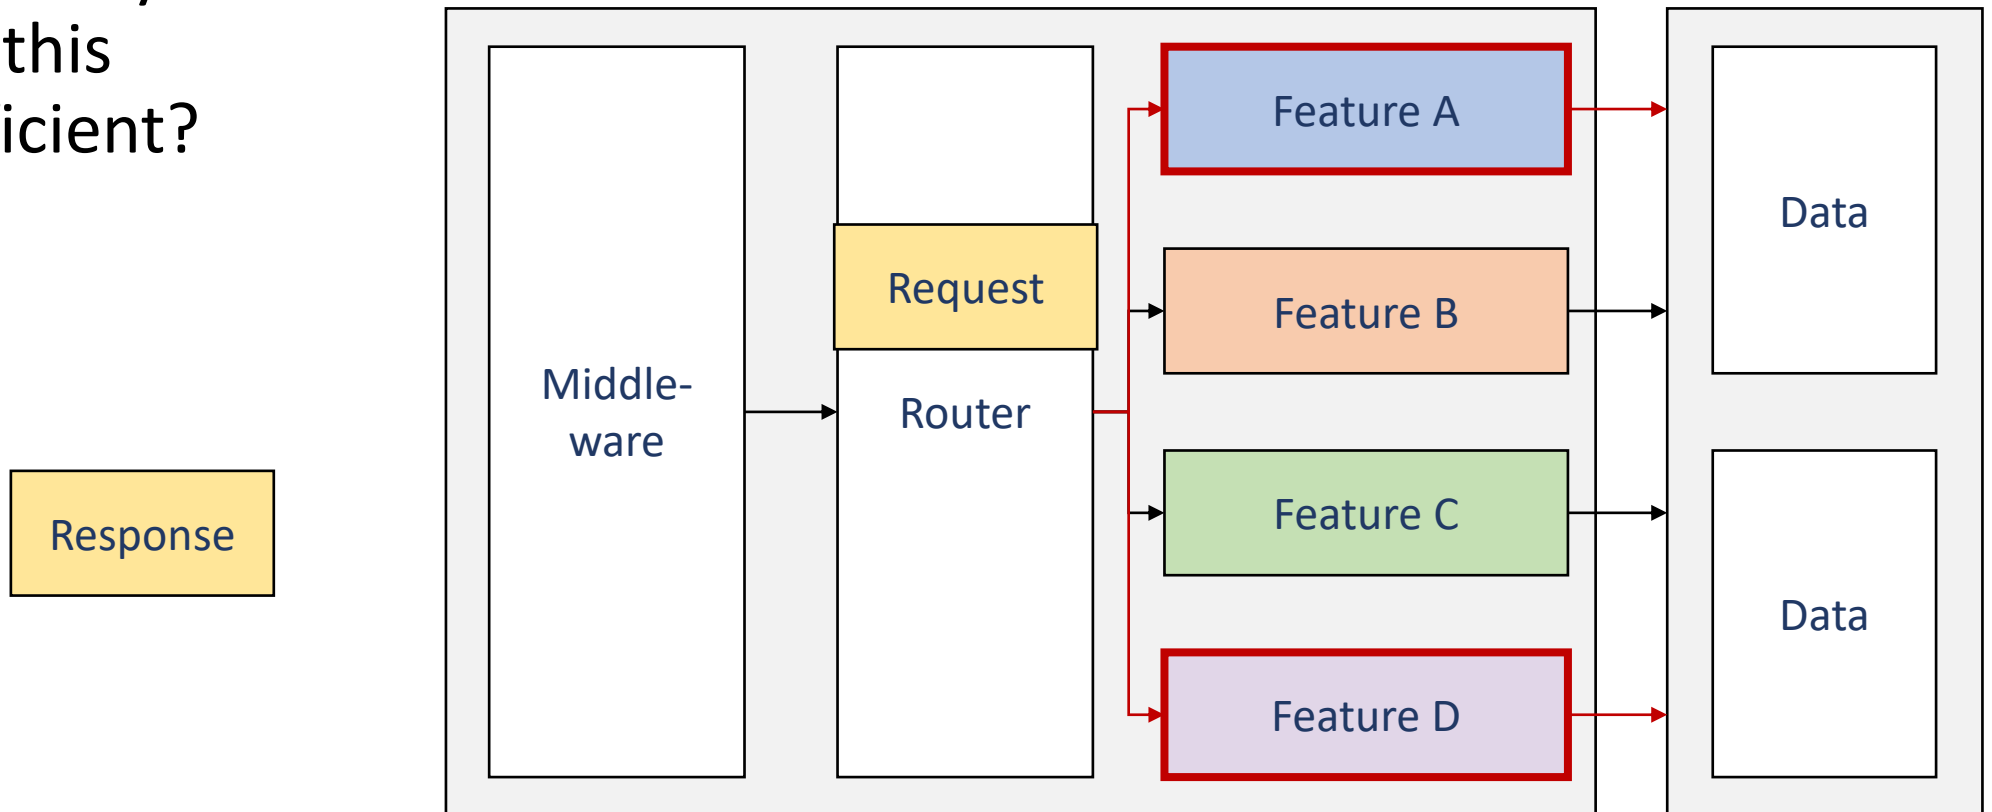 this
icient?
Middle-
ware
Request
Router
Feature A
Feature B
Feature C
Feature D
Data
Data
Response